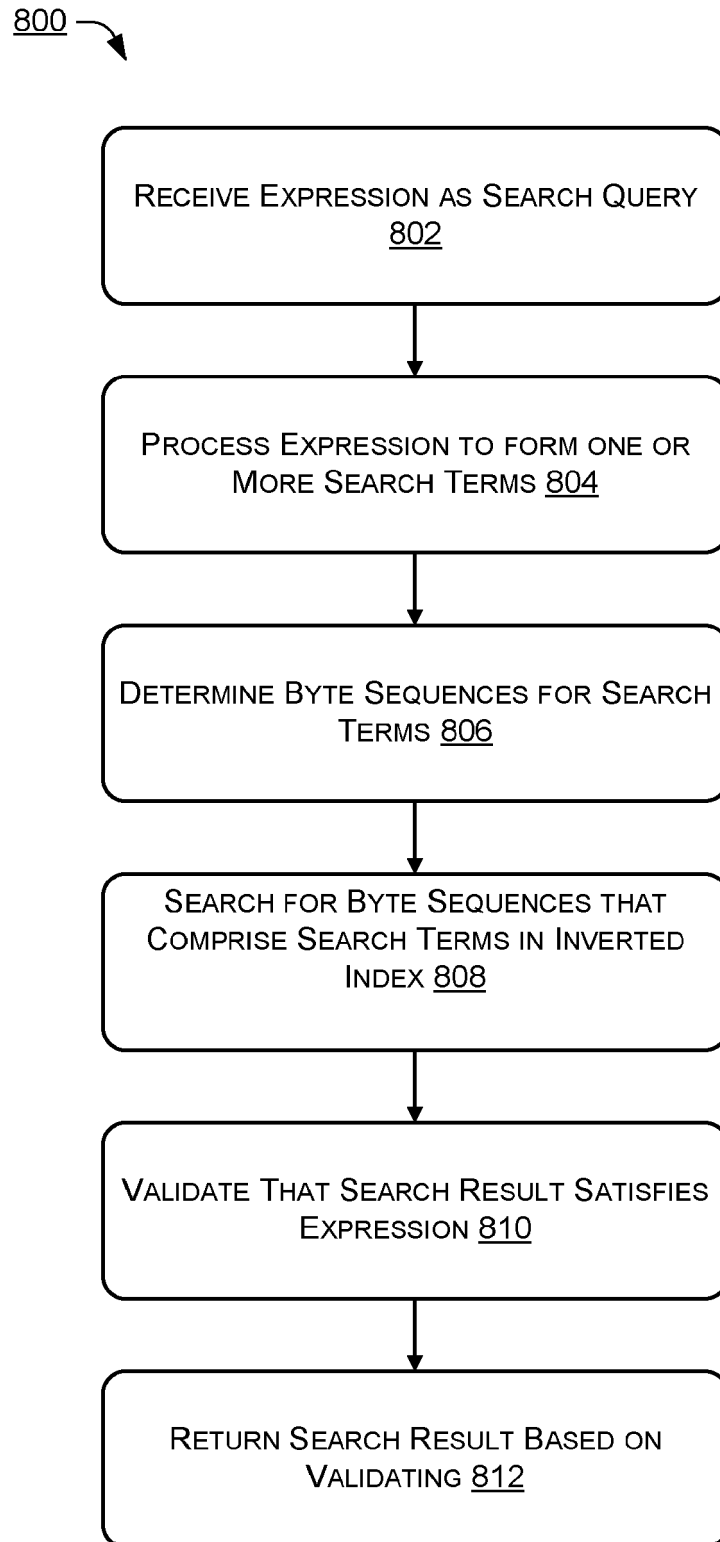 800
RECEIVE EXPRESSION AS SEARCH QUERY
802
PROCESS EXPRESSION TO FORM ONE OR
MORE SEARCH TERMS 804
DETERMINE BYTE SEQUENCES FOR SEARCH
TERMS 806
SEARCH FOR BYTE SEQUENCES THAT
COMPRISE SEARCH TERMS IN INVERTED
INDEX 808
VALIDATE THAT SEARCH RESULT SATISFIES
EXPRESSION 810
RETURN SEARCH RESULT BASED ON
VALIDATING 812